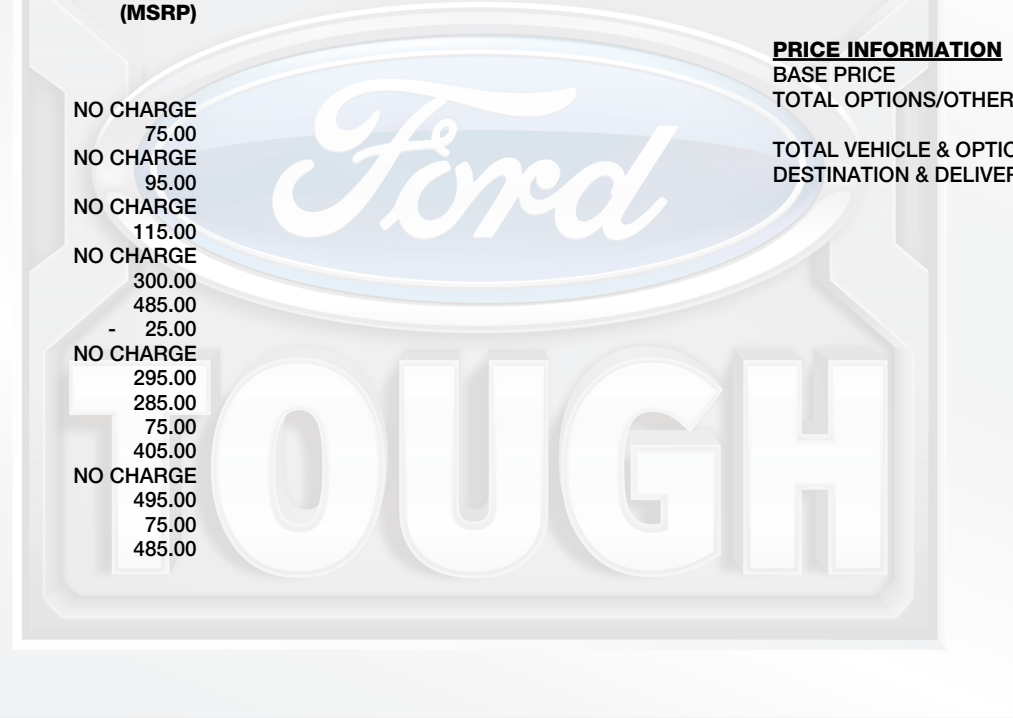 (MSRP)
NO CHARGE
75.00
NO CHARGE
95.00
NO CHARGE
115.00
NO CHARGE
300.00
485.00
- 25.00
NO CHARGE
295.00
285.00
75.00
405.00
NO CHARGE
495.00
75.00
485.00
PRICE INFORMATION
BASE PRICE
TOTAL OPTIONS/OTHER
TOTAL VEHICLE & OPTIO
DESTINATION & DELIVER
Ford
TOUGH